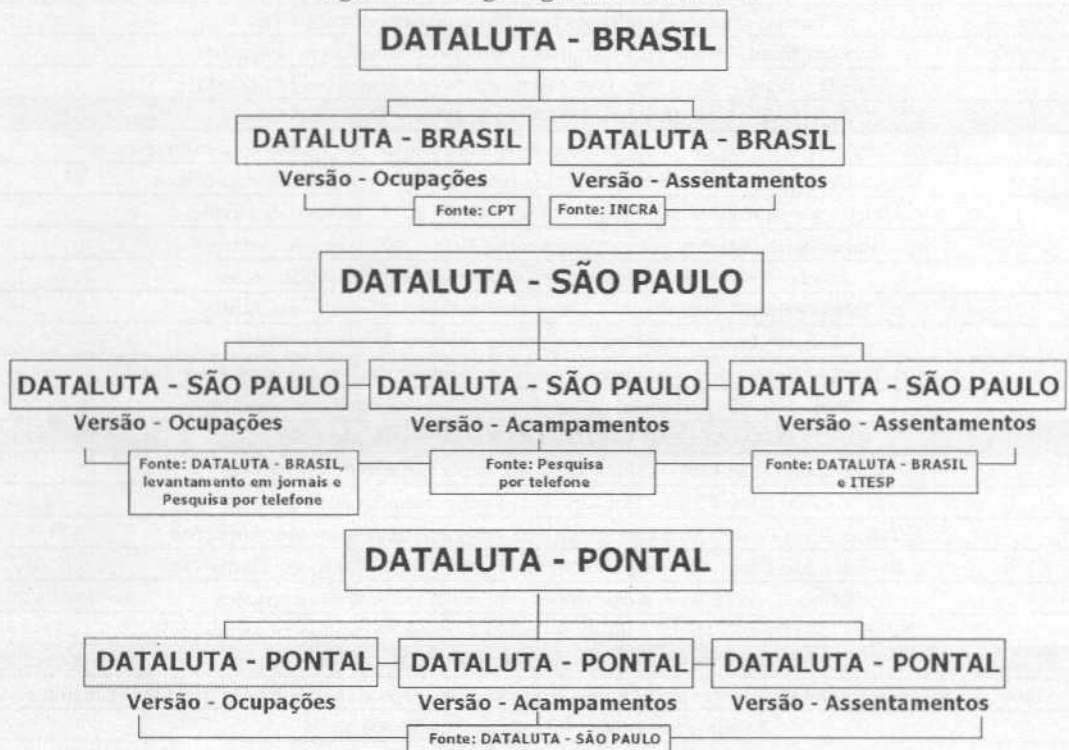 DATALUTA - BRASIL
DATALUTA - BRASIL
Versão - Ocupações
Fonte: CPT
DATALUTA - BRASIL
Versão - Assentamentos
Fonte: INCRA
DATALUTA - SÃO PAULO
DATALUTA - SÃO PAULO
Versão - Ocupações
Fonte: DATALUTA - BRASIL,
levantamento em jornais e
Pesquisa por telefone
DATALUTA - SÃO PAULO
Versão - Acampamentos
Fonte: Pesquisa
por telefone
DATALUTA - SÃO PAULO
Versão - Assentamentos
Fonte: DATALUTA - BRASIL
e ITESP
DATALUTA - PONTAL
DATALUTA - PONTAL
Versão - Ocupações
DATALUTA - PONTAL
Versão - Acampamentos
DATALUTA - PONTAL
Versão - Assentamentos
Fonte: DATALUTA - SÃO PAULO